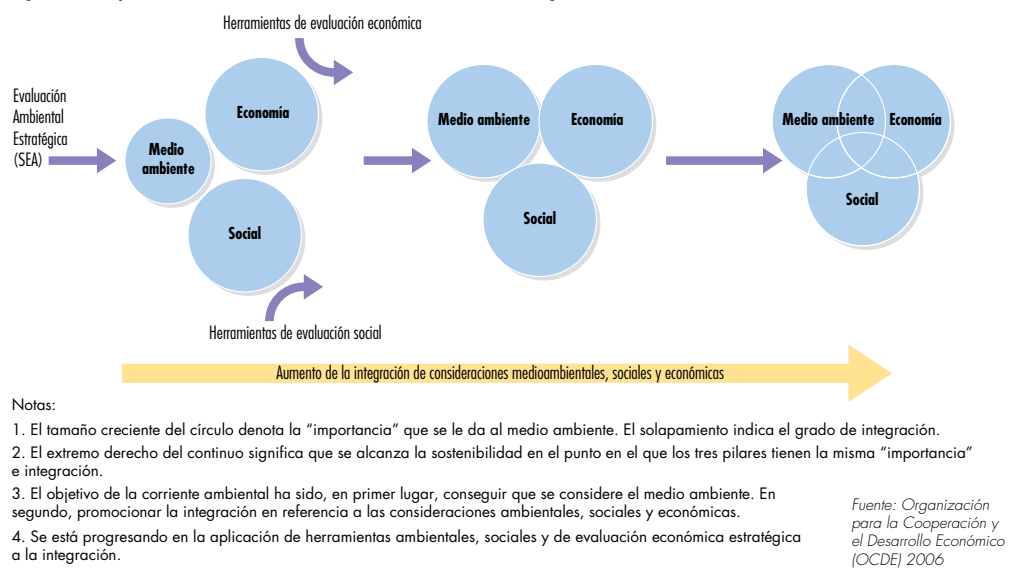 Herramientas de evaluación económica
Evaluación
Ambiental
Estratégica
(SEA)
Economía
Medio
ambiente
Social
Herramientas de evaluación social
Medio ambiente
Economía
Social
Medio ambiente
Economía
Social
Aumento de la integración de consideraciones medioambientales, sociales y económicas
Notas:
1. El tamaño creciente del círculo denota la “importancia” que se le da al medio ambiente. El solapamiento indica el grado de integración.
2. El extremo derecho del continuo significa que se alcanza la sostenibilidad en el punto en el que los tres pilares tienen la misma “importancia”
e integración.
3. El objetivo de la corriente ambiental ha sido, en primer lugar, conseguir que se considere el medio ambiente. En
segundo, promocionar la integración en referencia a las consideraciones ambientales, sociales y económicas.
4. Se está progresando en la aplicación de herramientas ambientales, sociales y de evaluación económica estratégica
a la integración.
Fuente: Organización
para la Cooperación y
el Desarrollo Económico
(OCDE) 2006